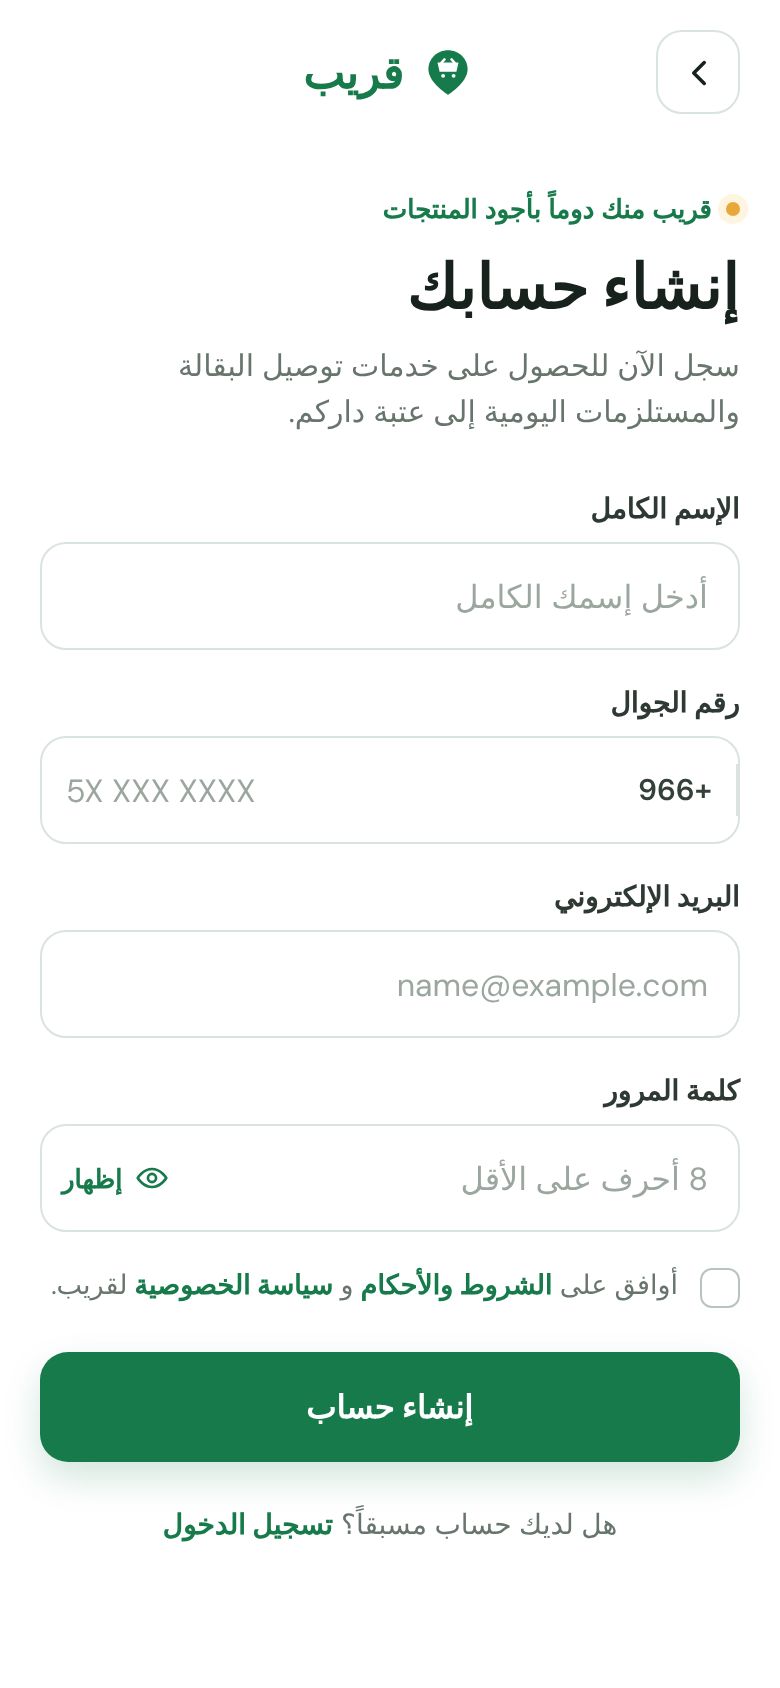 قريب
قريب منك دوماً بأجود المنتجات
إنشاء حسابك
سجل الآن للحصول على خدمات توصيل البقالة
والمستلزمات اليومية إلى عتبة داركم.
الإسم الكامل
أدخل إسمك الكامل
رقم الجوال
+966 5X XXX XXXX
البريد الإلكتروني
name@example.com
كلمة المرور
8 أحرف على الأقل إظهار
أوافق على الشروط والأحكام و سياسة الخصوصية لقريب.
إنشاء حساب
هل لديك حساب مسبقاً؟ تسجيل الدخول